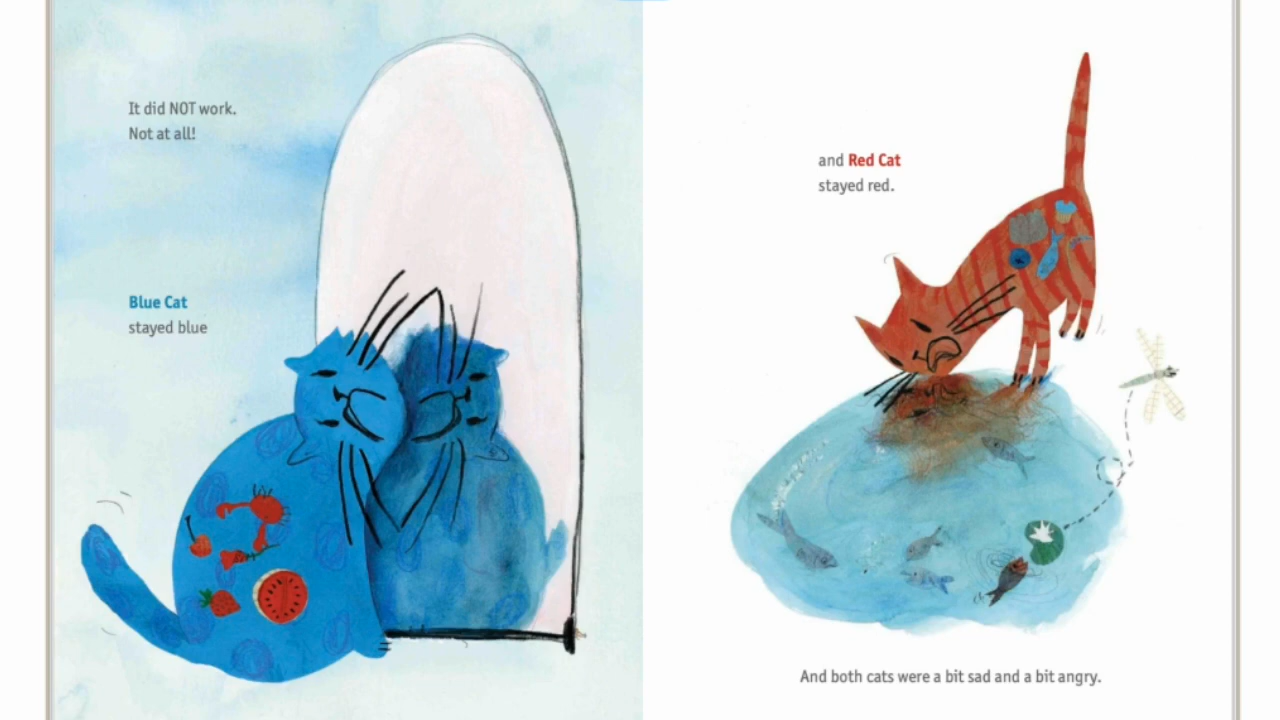 It did NOT work.
Not at all!
Blue Cat
stayed blue
and Red Cat
stayed red.
And both cats were a bit sad and a bit angry.